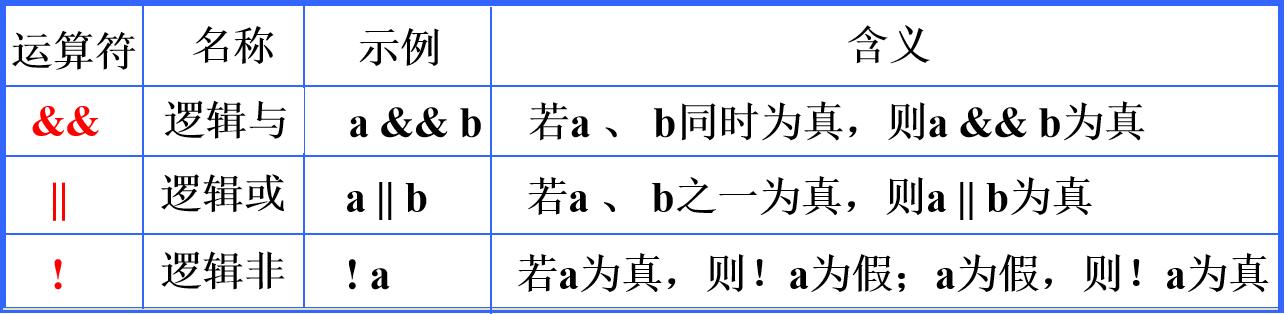 运算符 名称 示例 含义
&& 逻辑与 a && b 若a 、 b同时为真，则a && b为真
|| 逻辑或 a || b 若a 、 b之一为真，则a || b为真
! 逻辑非 ! a 若a为真，则！a为假；a为假，则！a为真